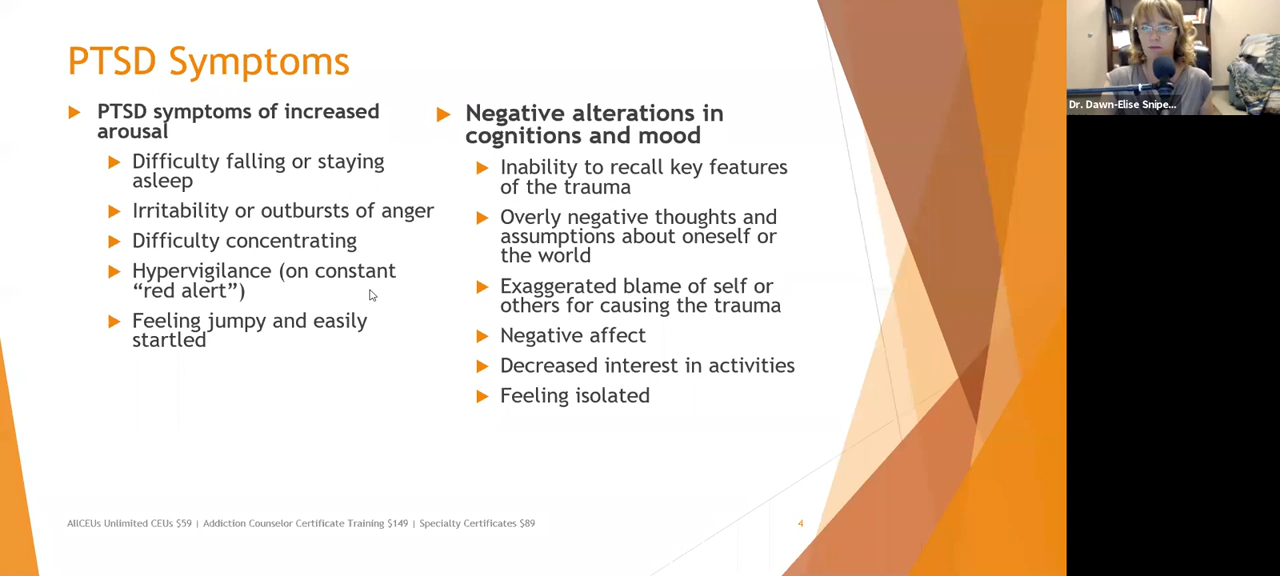 PTSD Symptoms
PTSD symptoms of increased
arousal
Difficulty falling or staying
asleep
Irritability or outbursts of anger
Difficulty concentrating
Hypervigilance (on constant
“red alert”)
Feeling jumpy and easily
startled
Negative alterations in
cognitions and mood
Inability to recall key features
of the trauma
Overly negative thoughts and
assumptions about oneself or
the world
Exaggerated blame of self or
others for causing the trauma
Negative affect
Decreased interest in activities
Feeling isolated
AllCEUs Unlimited CEUs $59 | Addiction Counselor Certificate Training $149 | Specialty Certificates $89
4
Dr. Dawn-Elise Snipe...